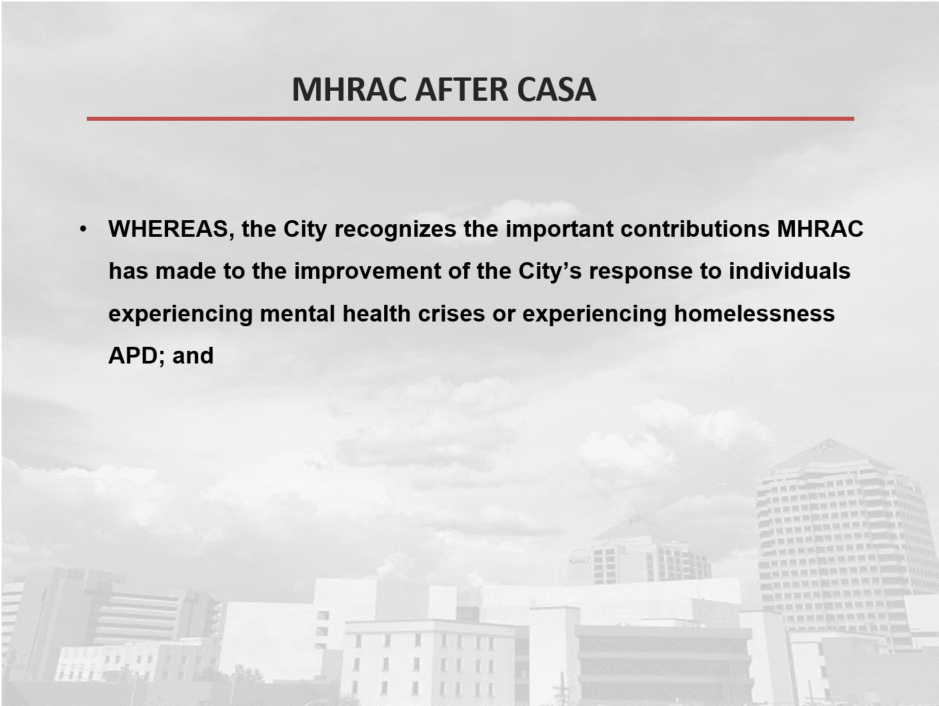 MHRAC AFTER CASA
• WHEREAS, the City recognizes the important contributions MHRAC
has made to the improvement of the City’s response to individuals
experiencing mental health crises or experiencing homelessness
APD; and